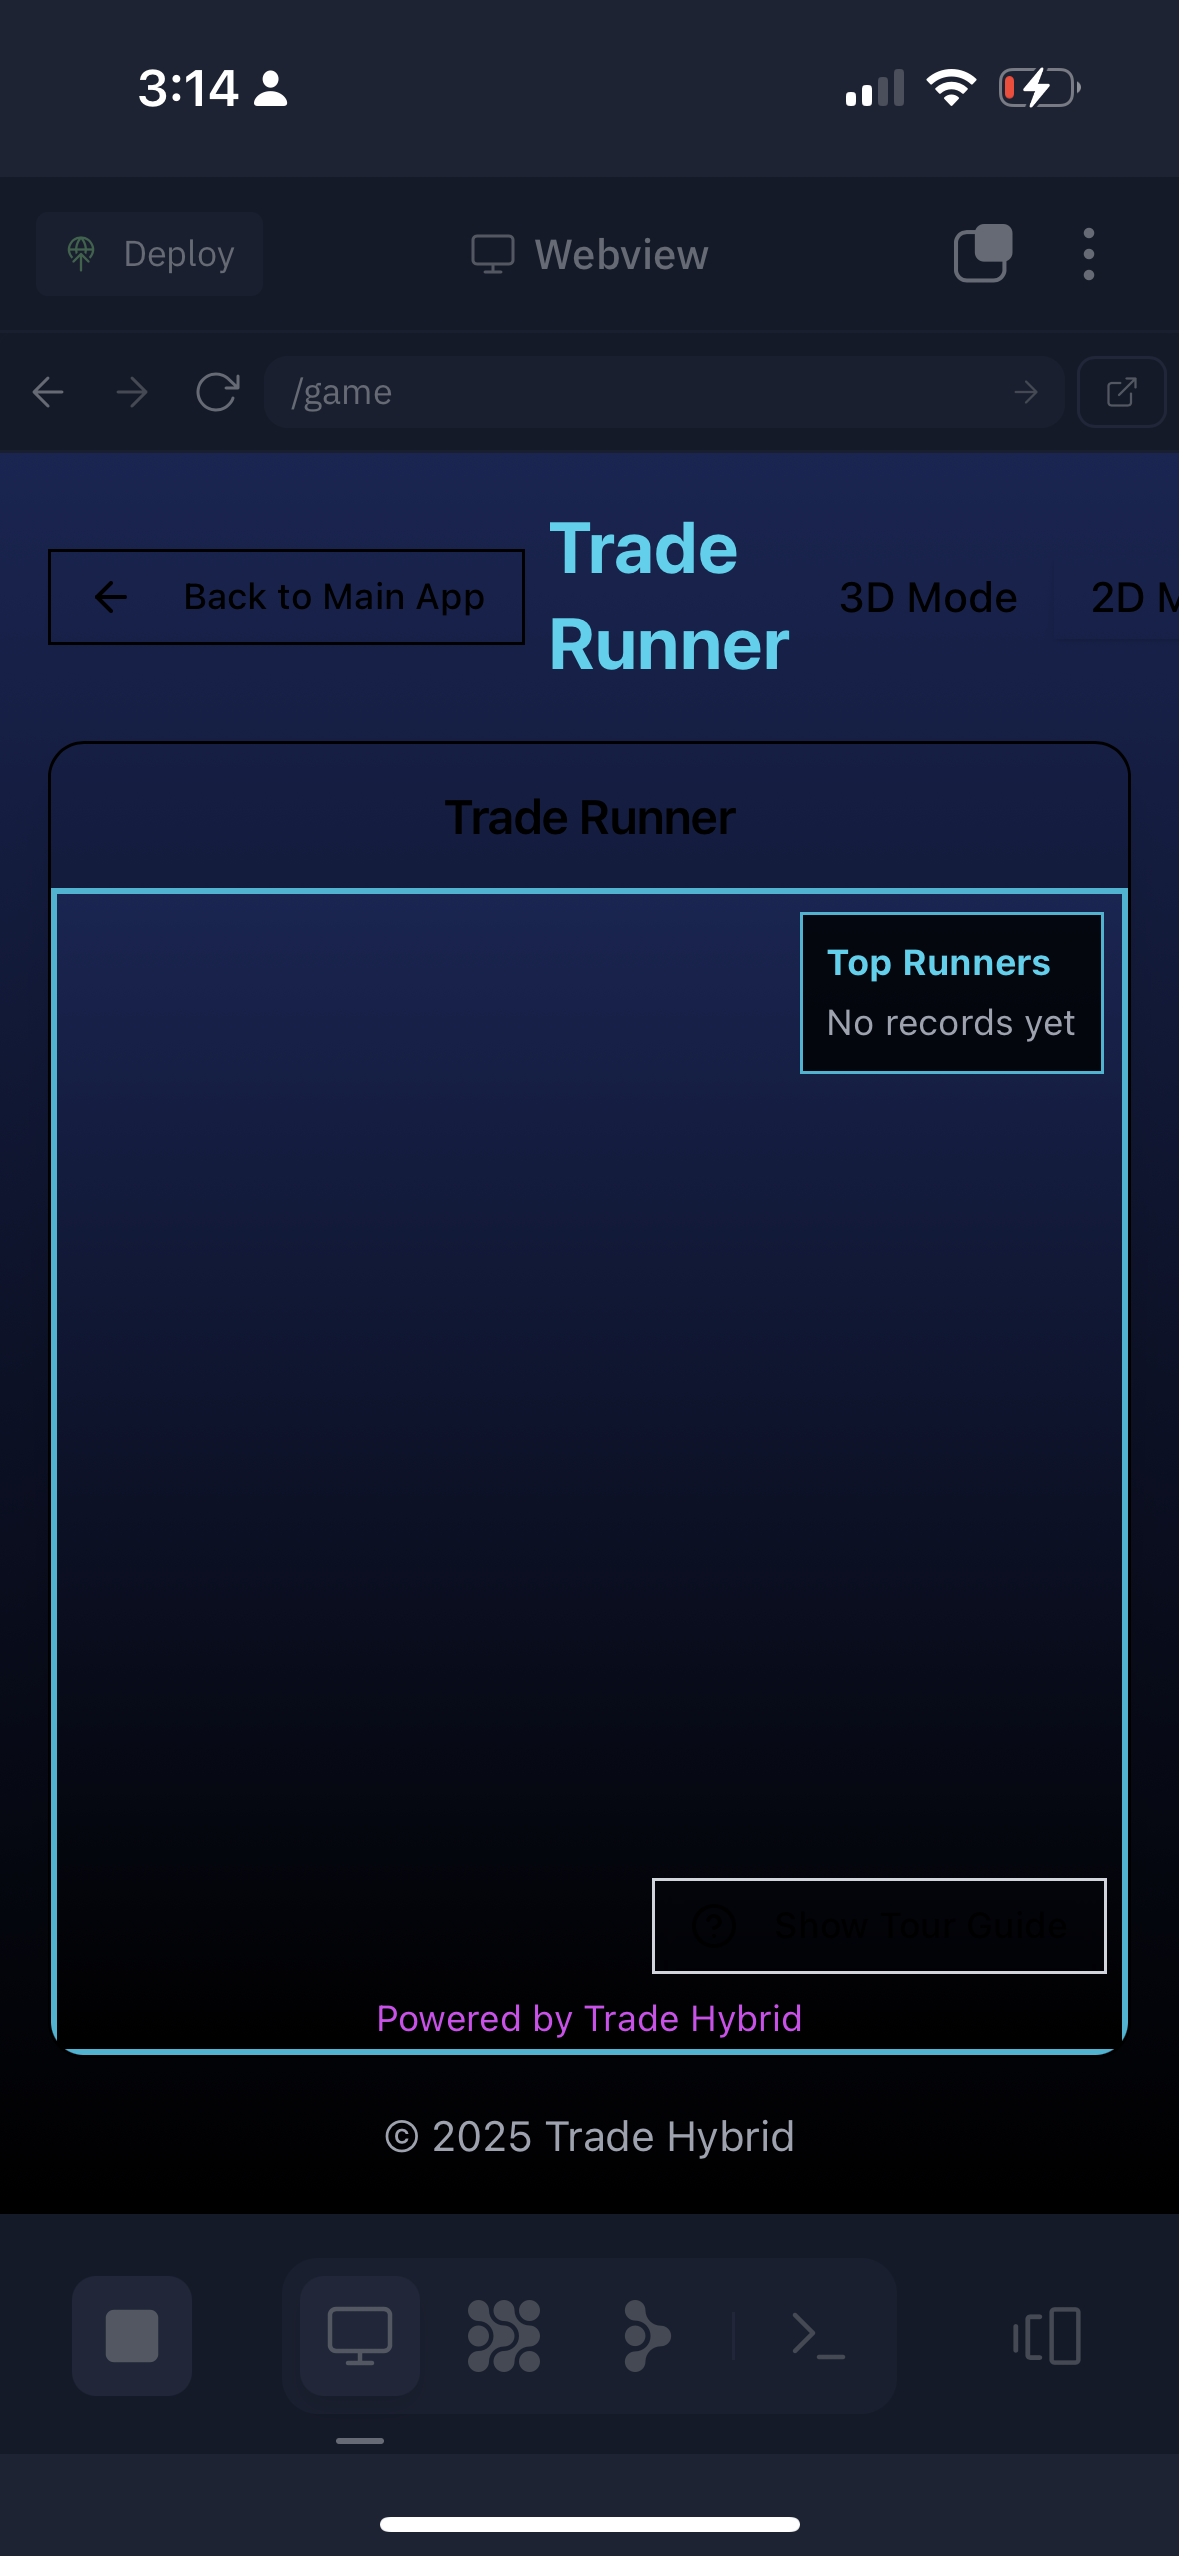 3:14
Deploy
Webview
/game
Back to Main App
Trade
Runner
3D Mode
2D M
Trade Runner
Top Runners
No records yet
Show Tour Guide
Powered by Trade Hybrid
© 2025 Trade Hybrid